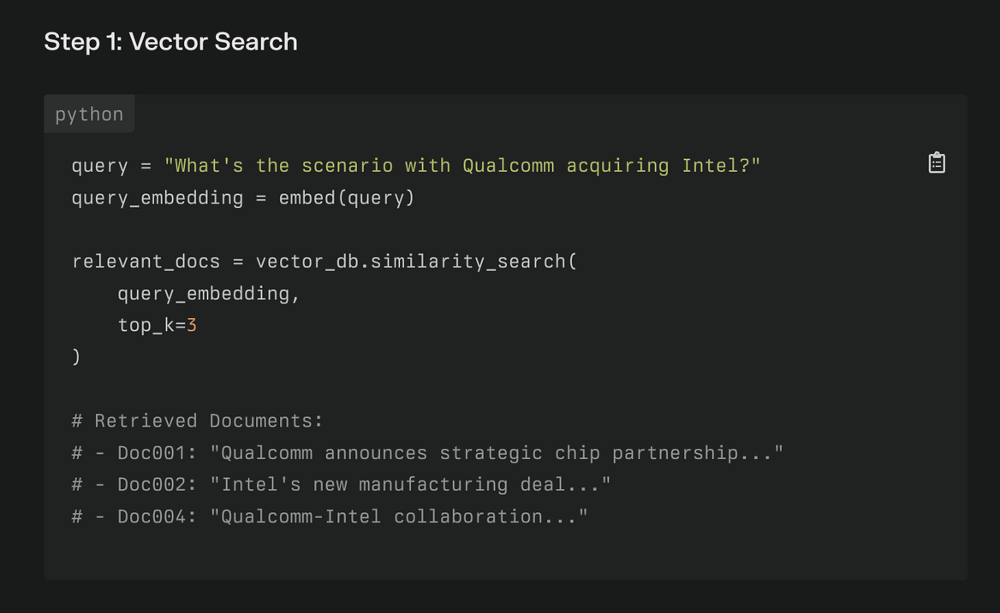 Step 1: Vector Search
python
query = "What's the scenario with Qualcomm acquiring Intel?"
query_embedding = embed(query)
relevant_docs = vector_db.similarity_search(
    query_embedding,
    top_k=3
)
# Retrieved Documents:
# - Doc001: "Qualcomm announces strategic chip partnership..."
# - Doc002: "Intel's new manufacturing deal..."
# - Doc004: "Qualcomm-Intel collaboration..."